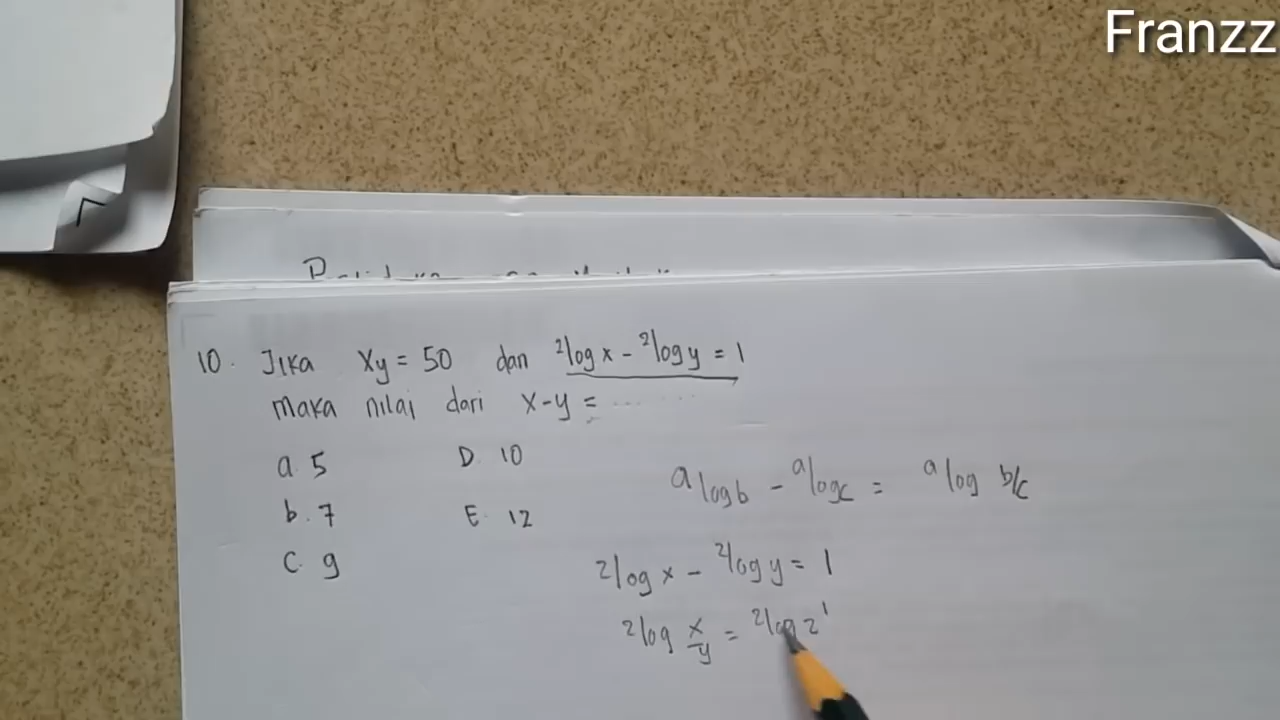 Franzz
10. Jika xy = 50 dan ²log x - ²log y = 1
maka nilai dari x-y = ........
a. 5
D. 10
b. 7
E. 12
C. 9
ᵃlog b - ᵃlog c = ᵃlog b/c
²log x - ²log y = 1
²log x/y = ²log 2¹